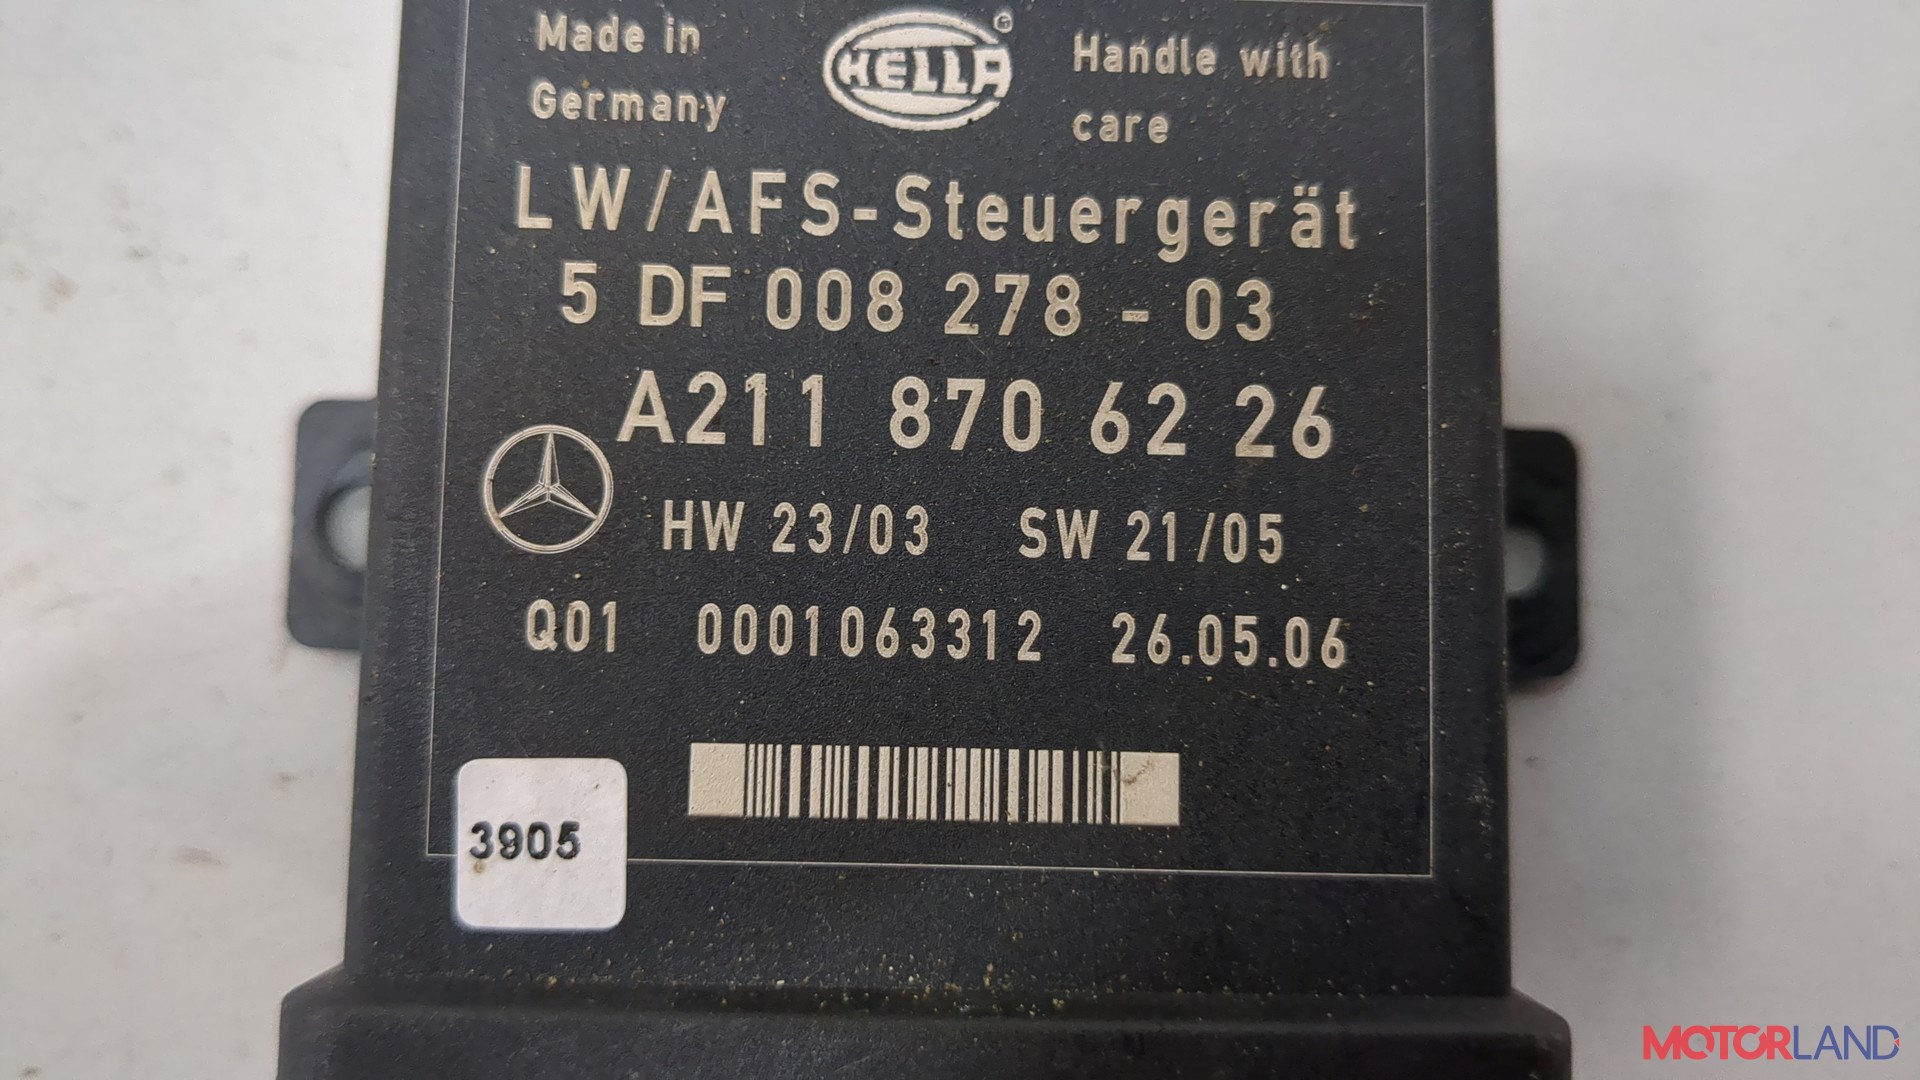 Made in
Germany
HELLA
Handle with
care
LW/AFS-Steuergerät
5 DF 008 278 - 03
A211 870 62 26
HW 23/03 SW 21/05
Q01 0001063312 26.05.06
3905
MOTORLAND